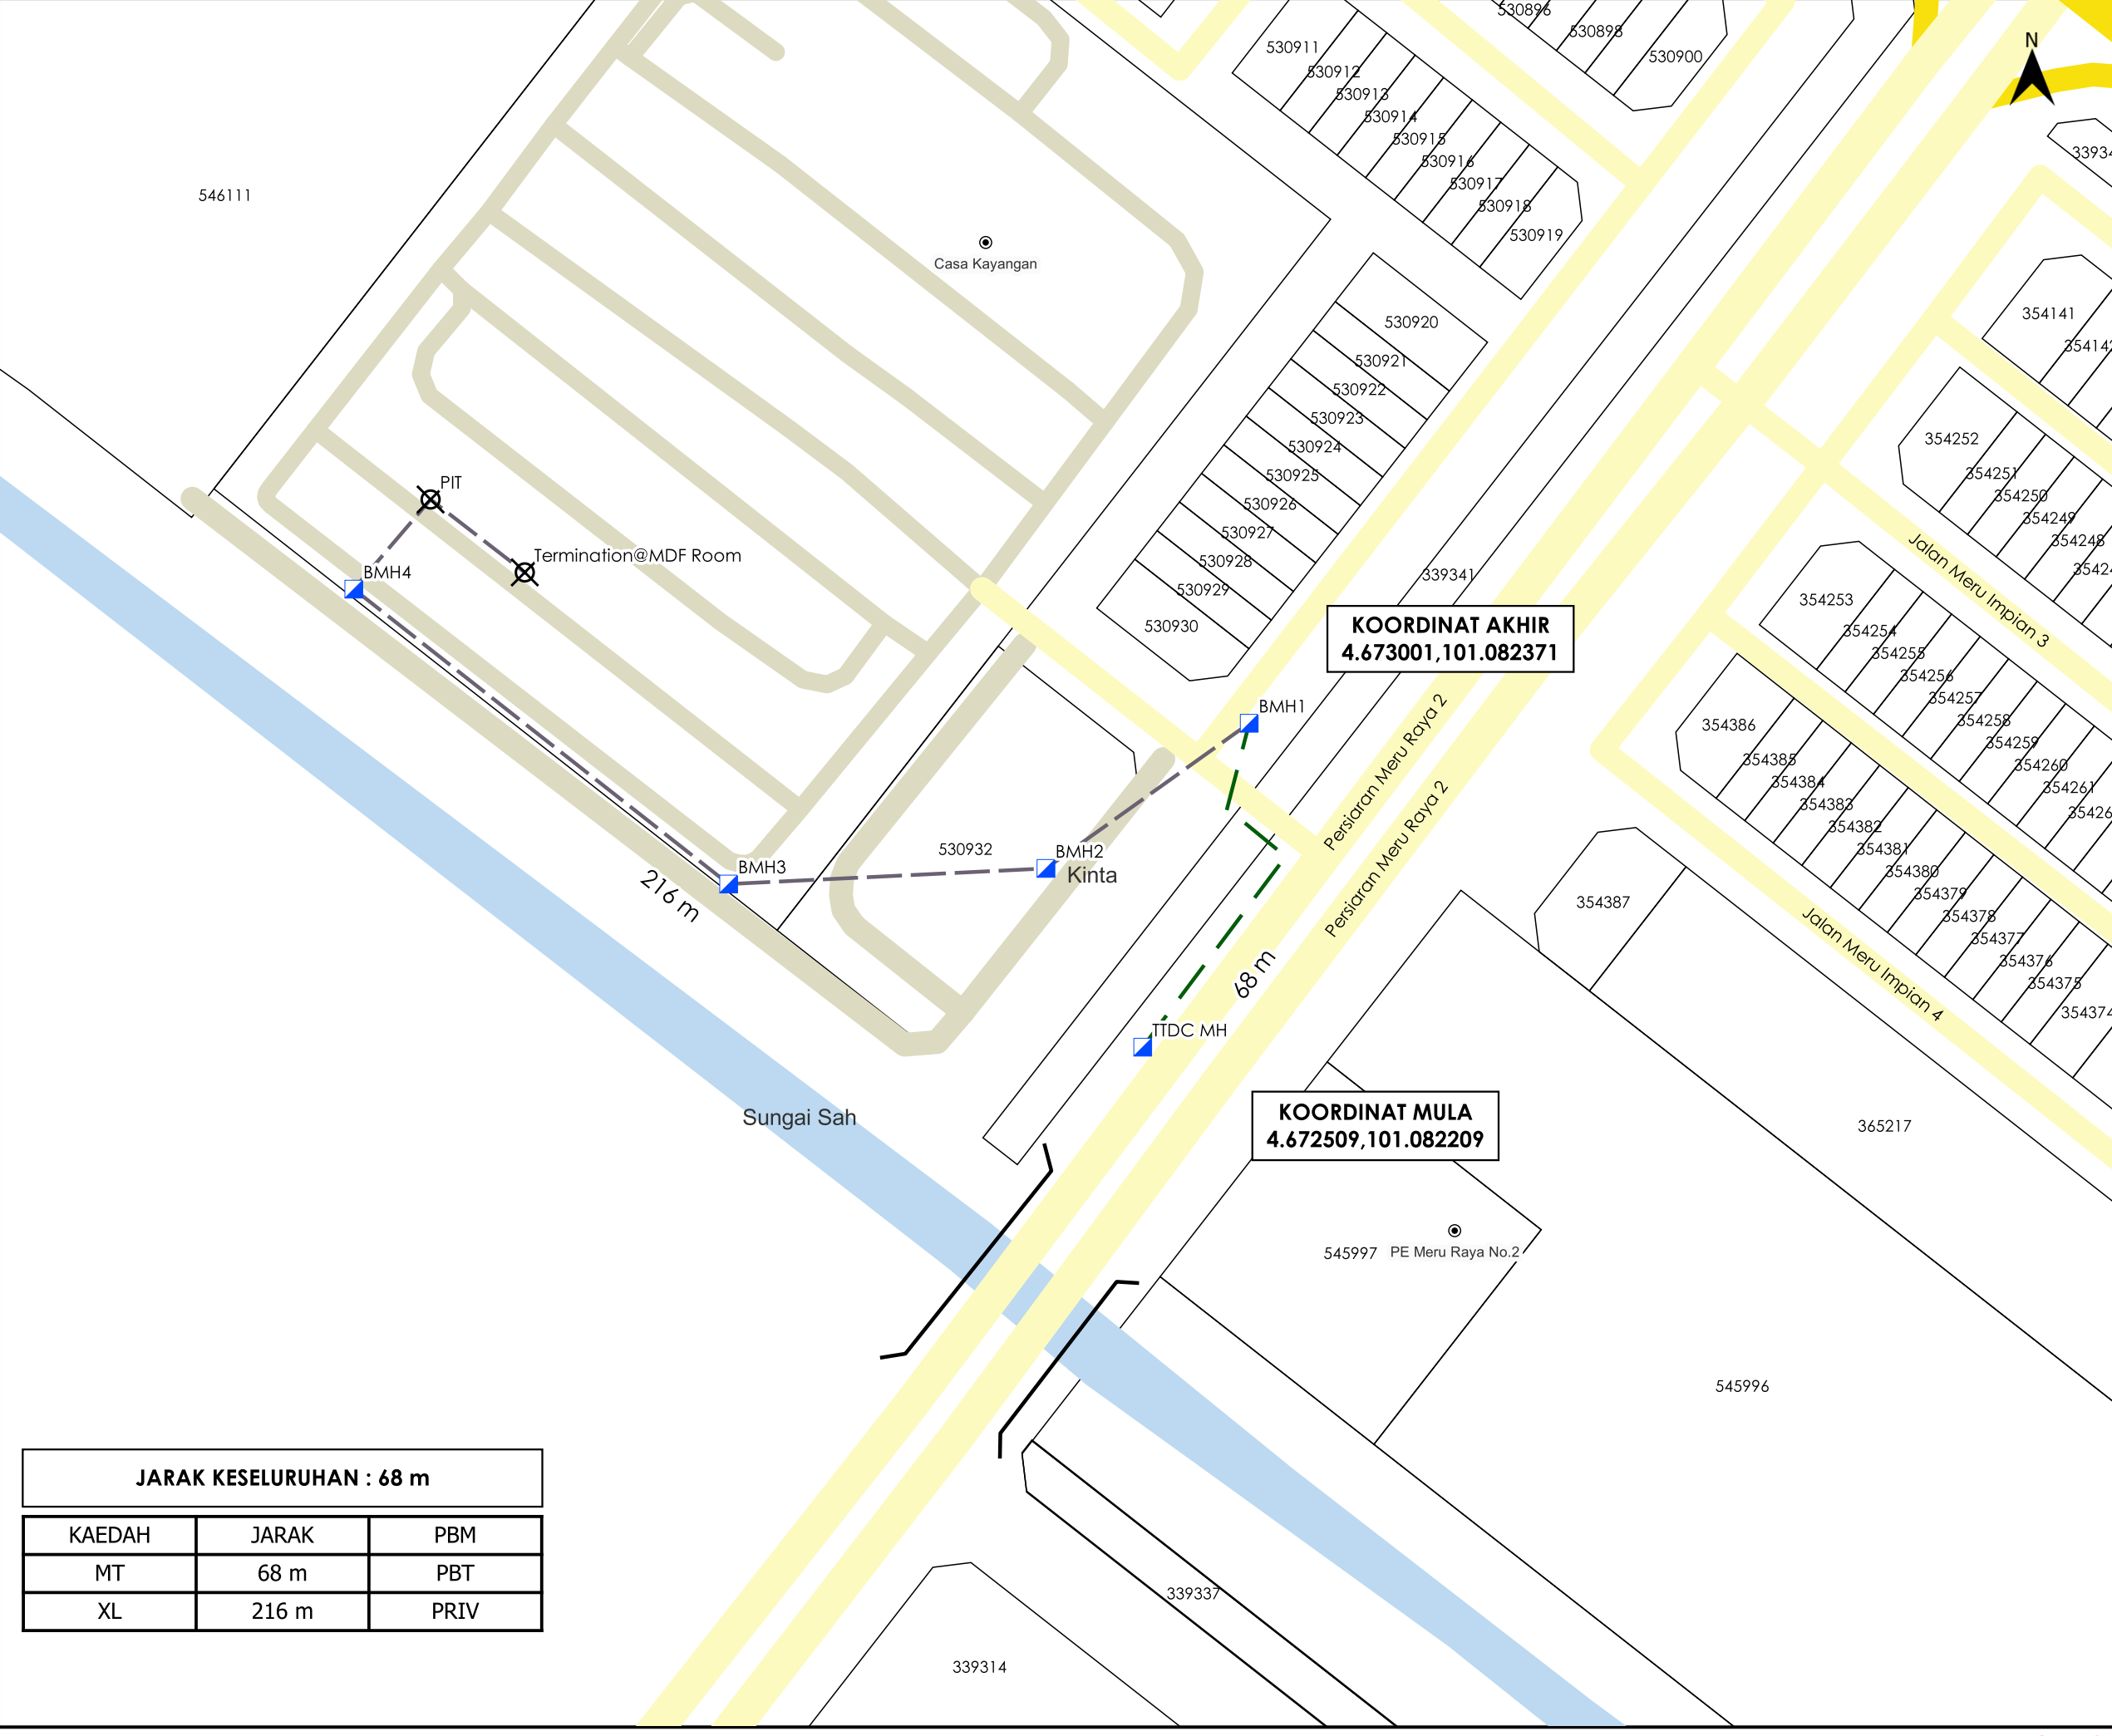 N
530896
530898
530900
530911
530912
530913
530914
530915
530916
530917
530918
530919
546111
Casa Kayangan
354141
530920
530921
530922
530923
530924
530925
530926
530927
530928
530929
530930
354252
354251
354250
354249
354248
Jalan Meru Impian 3
PIT
Termination@MDF Room
BMH4
339341
KOORDINAT AKHIR
4.673001,101.082371
354253
354254
354255
354256
354257
354258
354259
354260
354261
BMH1
Persiaran Meru Raya 2
Persiaran Meru Raya 2
354386
354385
354384
354383
354382
354381
354380
354379
354378
354377
354376
354375
354374
530932
BMH2
Kinta
BMH3
216 m
354387
Jalan Meru Impian 4
68 m
TTDC MH
Sungai Sah
KOORDINAT MULA
4.672509,101.082209
365217
545997
PE Meru Raya No.2
545996
JARAK KESELURUHAN : 68 m
KAEDAH JARAK PBM
MT 68 m PBT
XL 216 m PRIV
339337
339314